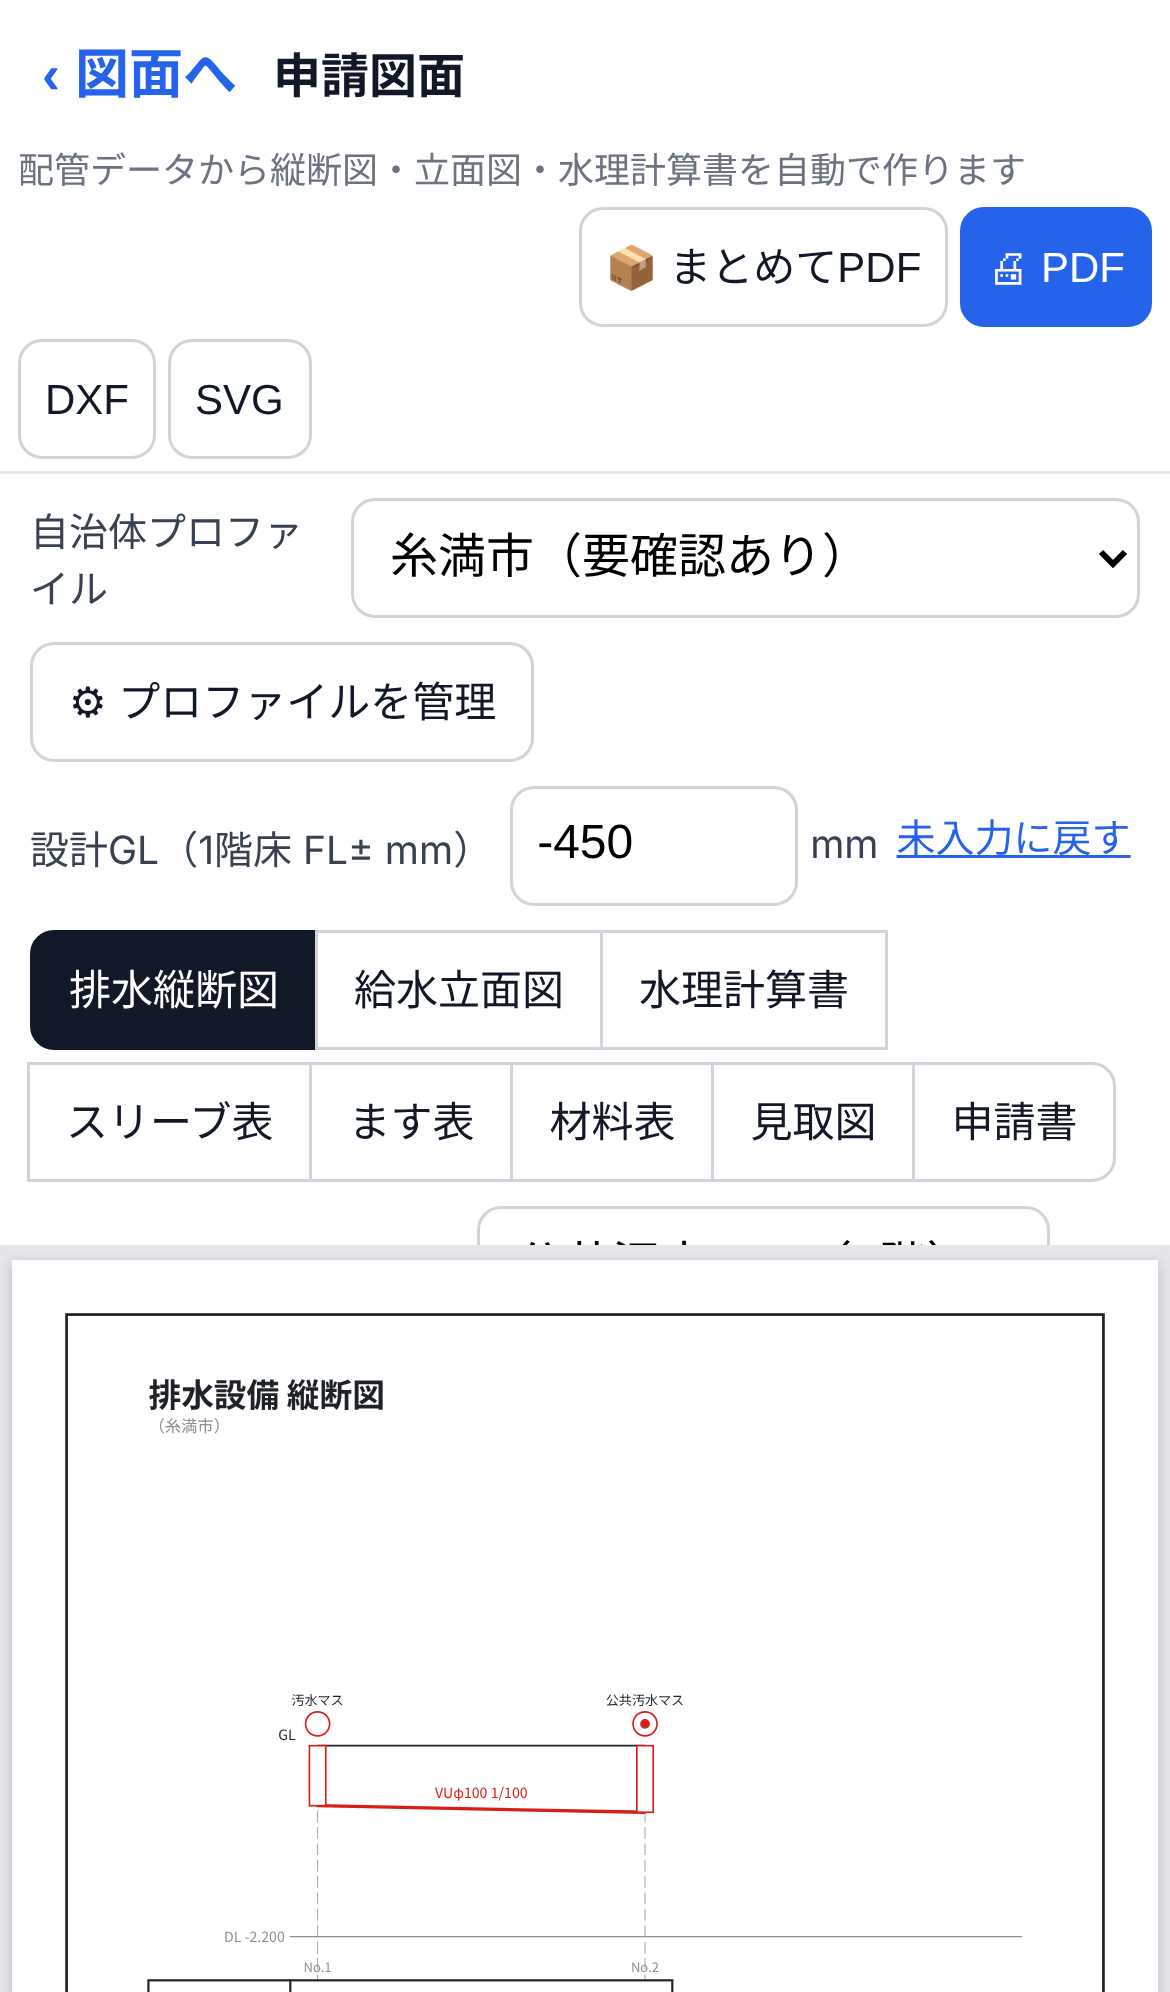 ‹ 図面へ 申請図面
配管データから縦断図・立面図・水理計算書を自動で作ります
📦 まとめてPDF 🖨 PDF
DXF SVG
自治体プロファイル 糸満市（要確認あり）
⚙ プロファイルを管理
設計GL（1階床 FL± mm） -450 mm 未入力に戻す
排水縦断図 給水立面図 水理計算書
スリーブ表 ます表 材料表 見取図 申請書
排水設備 縦断図
（糸満市）
汚水マス 公共汚水マス
GL
VUφ100 1/100
DL -2.200
No.1 No.2